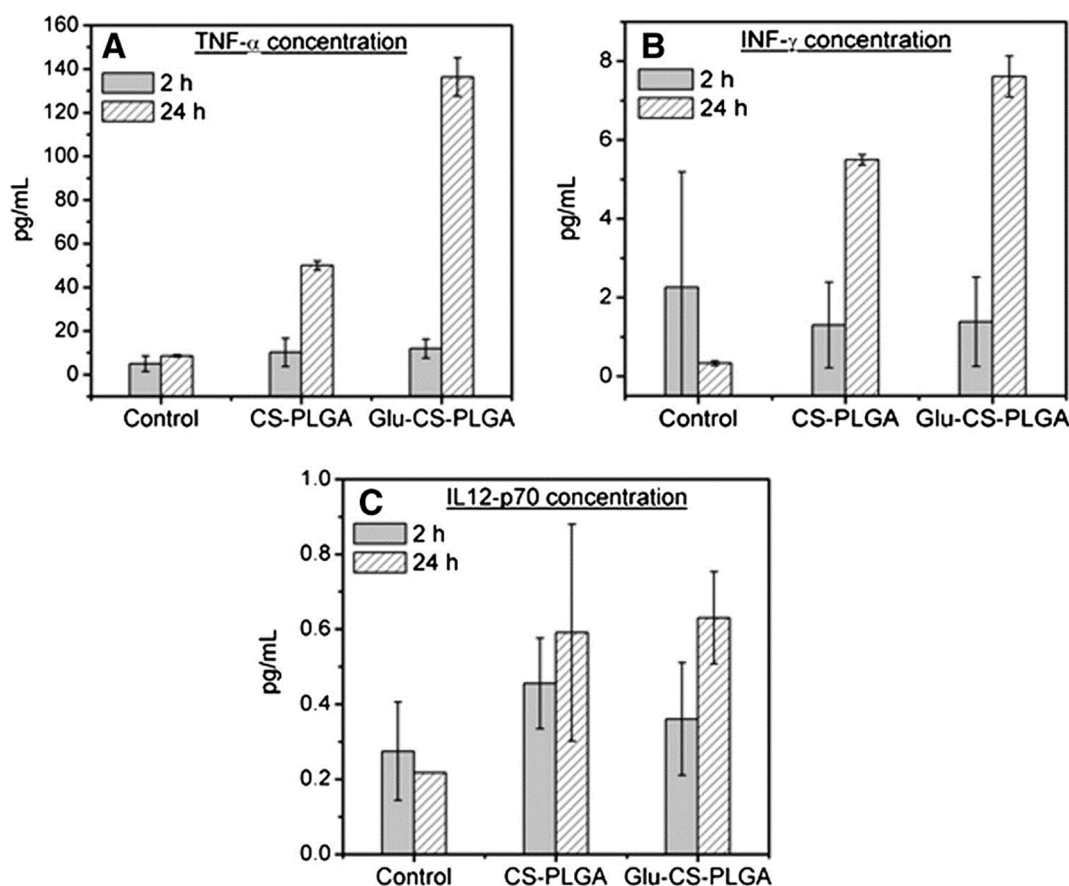 A
TNF-α concentration
2 h
24 h
160
140
120
100
80
60
40
20
0
pg/mL
Control
CS-PLGA
Glu-CS-PLGA
B
INF-γ concentration
2 h
24 h
8
6
4
2
0
pg/mL
Control
CS-PLGA
Glu-CS-PLGA
C
IL12-p70 concentration
2 h
24 h
1.0
0.8
0.6
0.4
0.2
0.0
pg/mL
Control
CS-PLGA
Glu-CS-PLGA